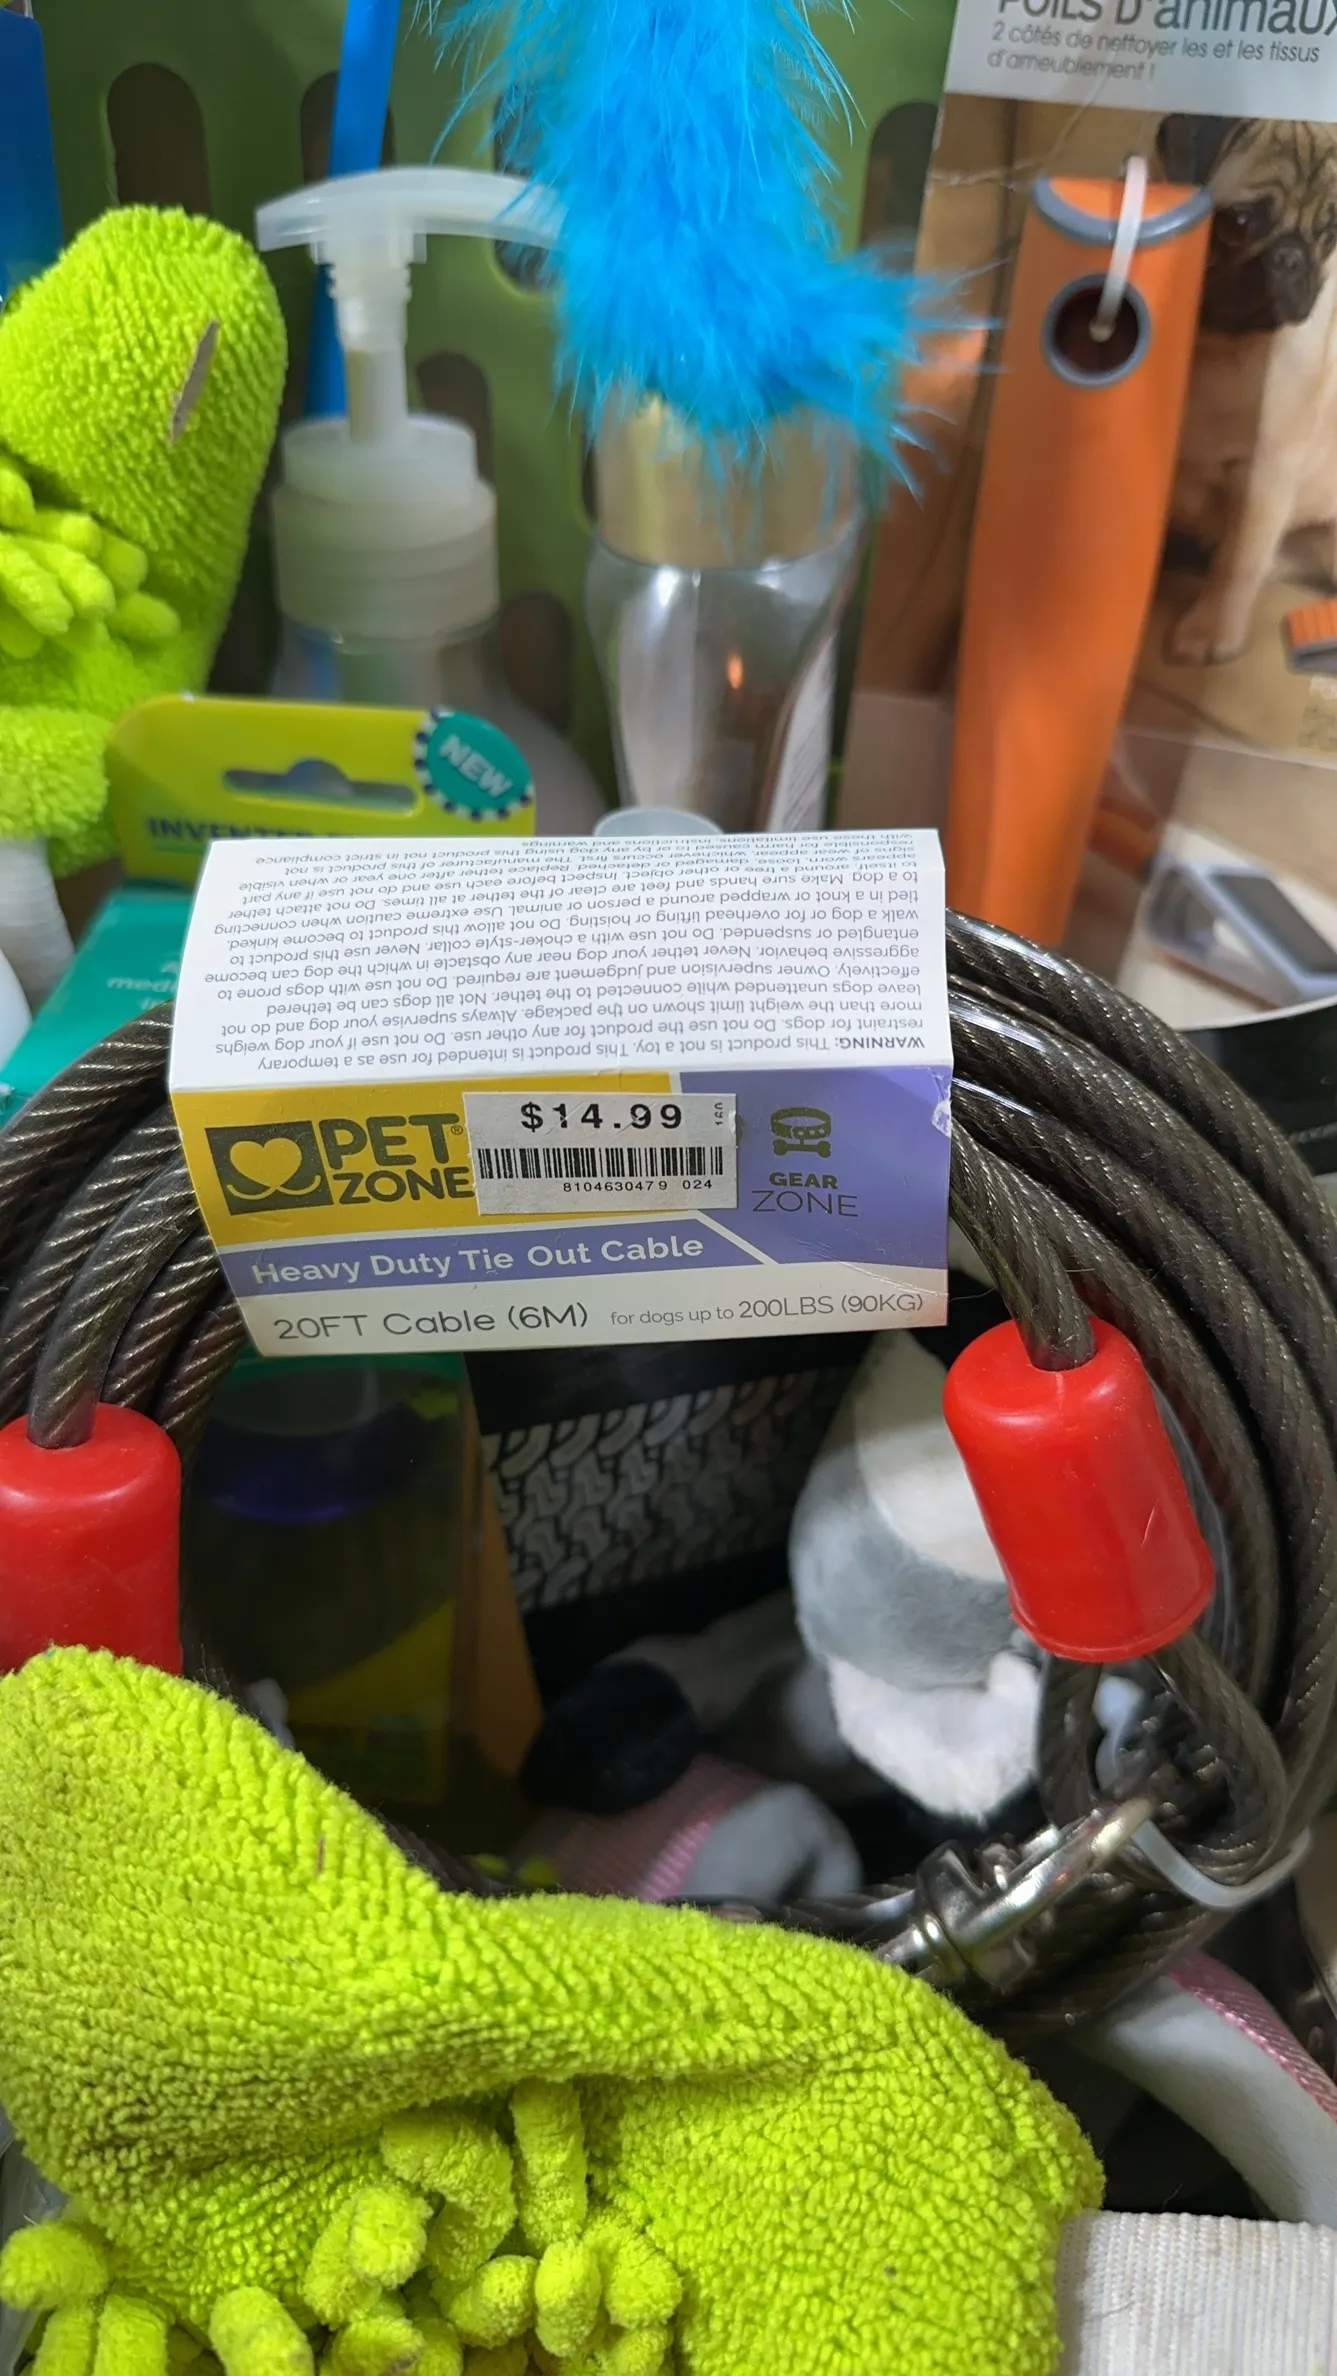 POILS D'animaux
2 côtés de nettoyer les et les tissus
d'ameublement !
NEW
WARNING: This product is not a toy. This product is intended for use as a temporary
restraint for dogs. Do not use the product for any other use. Do not use if your dog weighs
more than the weight limit shown on the package. Always supervise your dog and do not
leave dogs unattended while connected to the tether. Not all dogs can be tethered
effectively. Owner supervision and judgement are required. Do not use with dogs prone to
aggressive behavior. Never tether your dog near any obstacle in which the dog can become
entangled or suspended. Do not use with a choker-style collar. Never use this product to
walk a dog or for overhead lifting or hoisting. Do not allow this product to become kinked,
tied in a knot or wrapped around a person or animal. Use extreme caution when connecting
to a dog. Make sure hands and feet are clear of the tether at all times. Do not attach tether
to itself, around a tree or other object. Inspect before each use and do not use if any part
appears worn, loose, damaged or detached. Replace tether after one year or when visible
signs of wear appear, whichever occurs first. The manufacturer of this product is not
responsible for harm caused to or by any dog using this product not in strict compliance
with these use limitations, instructions and warnings
PET® ZONE
$14.99
160
8104630479 024
GEAR
ZONE
Heavy Duty Tie Out Cable
20FT Cable (6M) for dogs up to 200LBS (90KG)